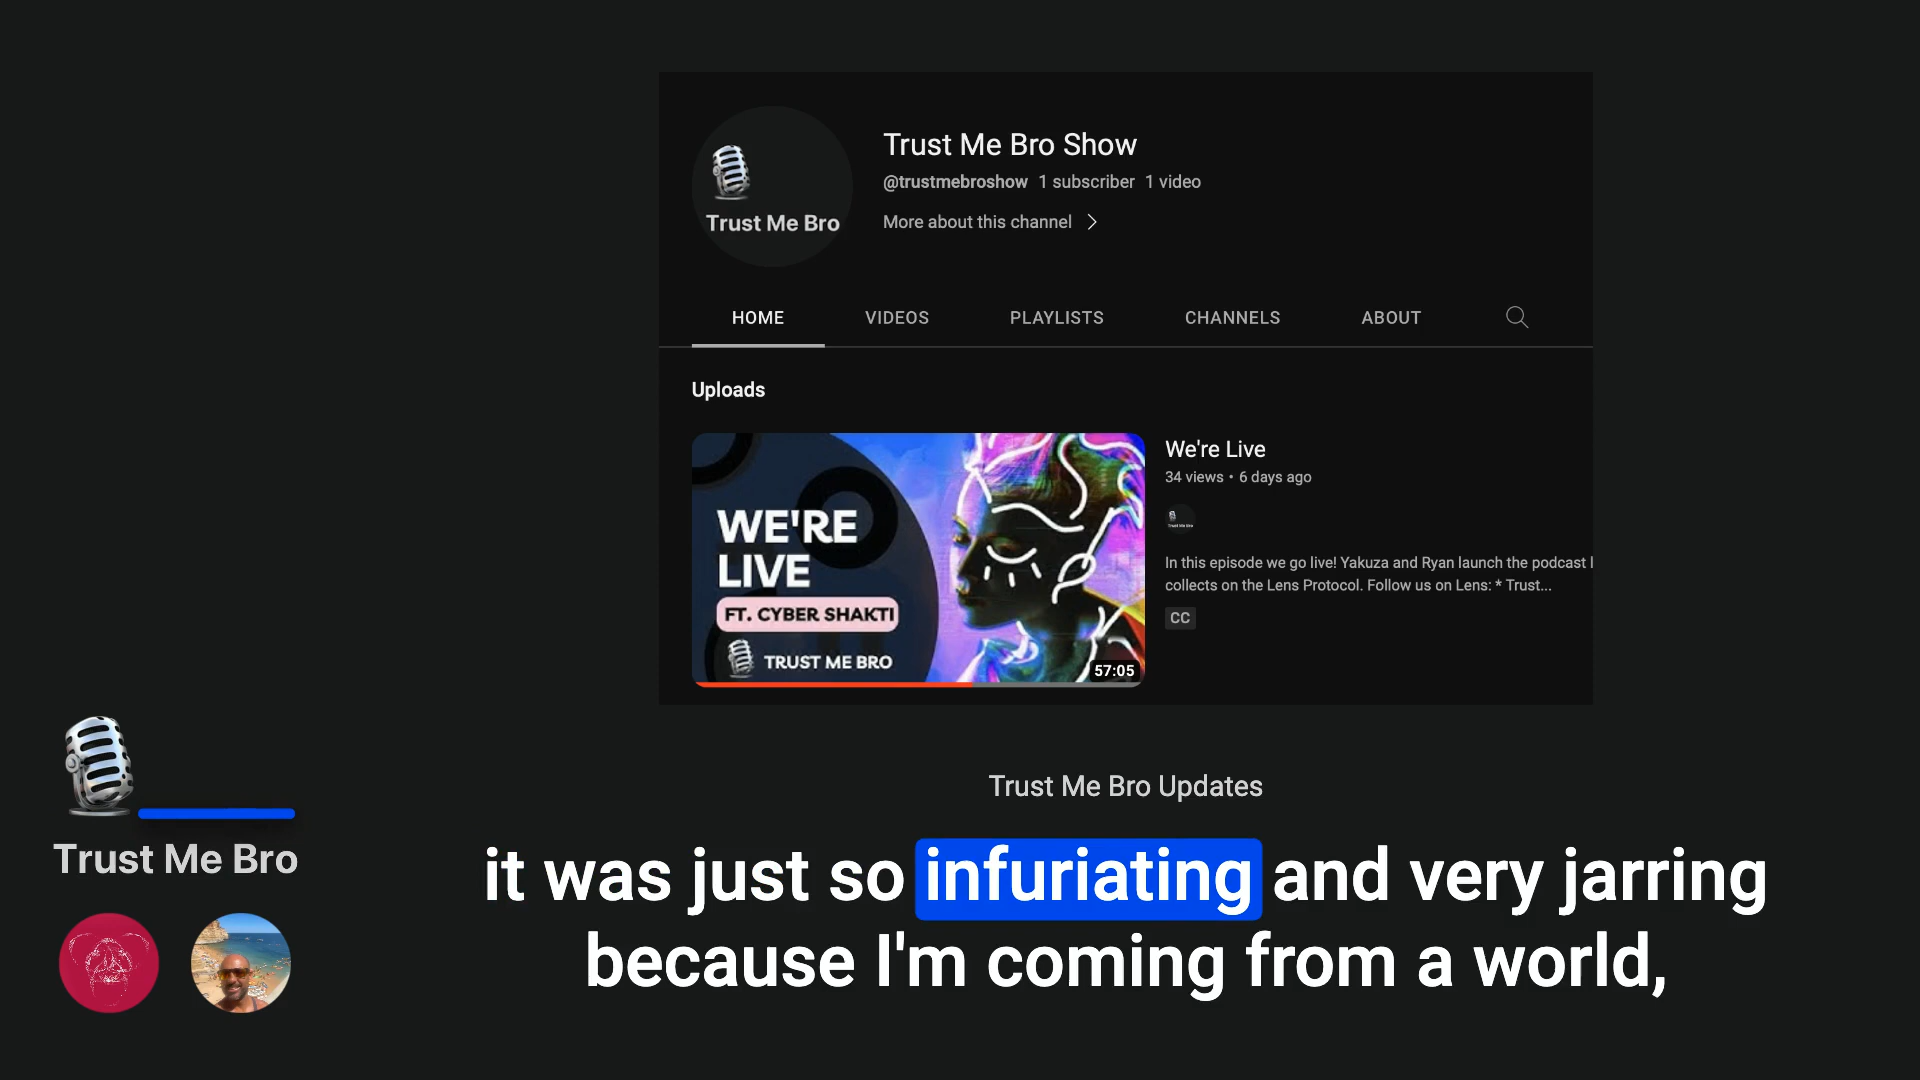 Trust Me Bro
Trust Me Bro Show
@trustmebroshow 1 subscriber 1 video
More about this channel
HOME VIDEOS PLAYLISTS CHANNELS ABOUT
Uploads
WE'RE
LIVE
FT. CYBER SHAKTI
TRUST ME BRO
57:05
We're Live
34 views • 6 days ago
Trust Me Bro
In this episode we go live! Yakuza and Ryan launch the podcast
collects on the Lens Protocol. Follow us on Lens: * Trust...
CC
Trust Me Bro
Trust Me Bro Updates
it was just so infuriating and very jarring
because I'm coming from a world,